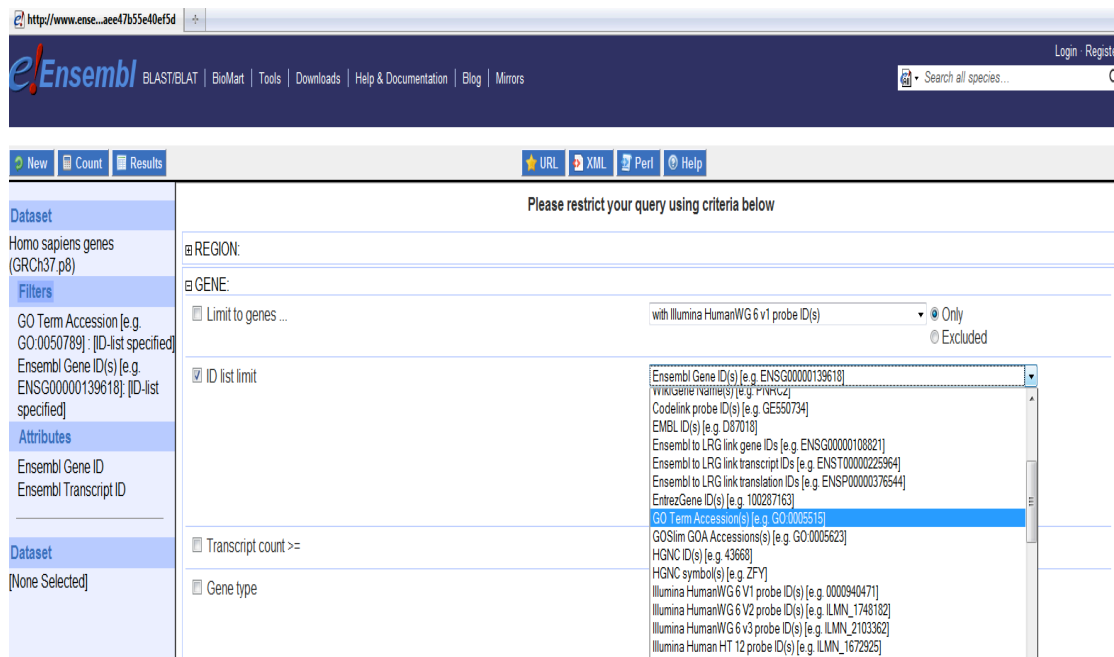 http://www.ense...aee47b55e40ef5d
Login · Registe
e!Ensembl BLAST/BLAT | BioMart | Tools | Downloads | Help & Documentation | Blog | Mirrors
Search all species...
New Count Results
URL XML Perl Help
Please restrict your query using criteria below
Dataset
Homo sapiens genes
(GRCh37.p8)
Filters
GO Term Accession [e.g.
GO:0050789] : [ID-list specified]
Ensembl Gene ID(s) [e.g.
ENSG00000139618]: [ID-list
specified]
Attributes
Ensembl Gene ID
Ensembl Transcript ID
Dataset
[None Selected]
REGION:
GENE:
Limit to genes ...
with Illumina HumanWG 6 v1 probe ID(s)
Only
Excluded
ID list limit
Ensembl Gene ID(s) [e.g. ENSG00000139618]
WikiGene Name(s) [e.g. PNRC2]
Codelink probe ID(s) [e.g. GE550734]
EMBL ID(s) [e.g. D87018]
Ensembl to LRG link gene IDs [e.g. ENSG00000108821]
Ensembl to LRG link transcript IDs [e.g. ENST00000225964]
Ensembl to LRG link translation IDs [e.g. ENSP00000376544]
EntrezGene ID(s) [e.g. 100287163]
GO Term Accession(s) [e.g. GO:0005515]
GOSlim GOA Accessions(s) [e.g. GO:0005623]
HGNC ID(s) [e.g. 43668]
HGNC symbol(s) [e.g. ZFY]
Illumina HumanWG 6 V1 probe ID(s) [e.g. 0000940471]
Illumina HumanWG 6 V2 probe ID(s) [e.g. ILMN_1748182]
Illumina HumanWG 6 v3 probe ID(s) [e.g. ILMN_2103362]
Illumina Human HT 12 probe ID(s) [e.g. ILMN_1672925]
Transcript count >=
Gene type